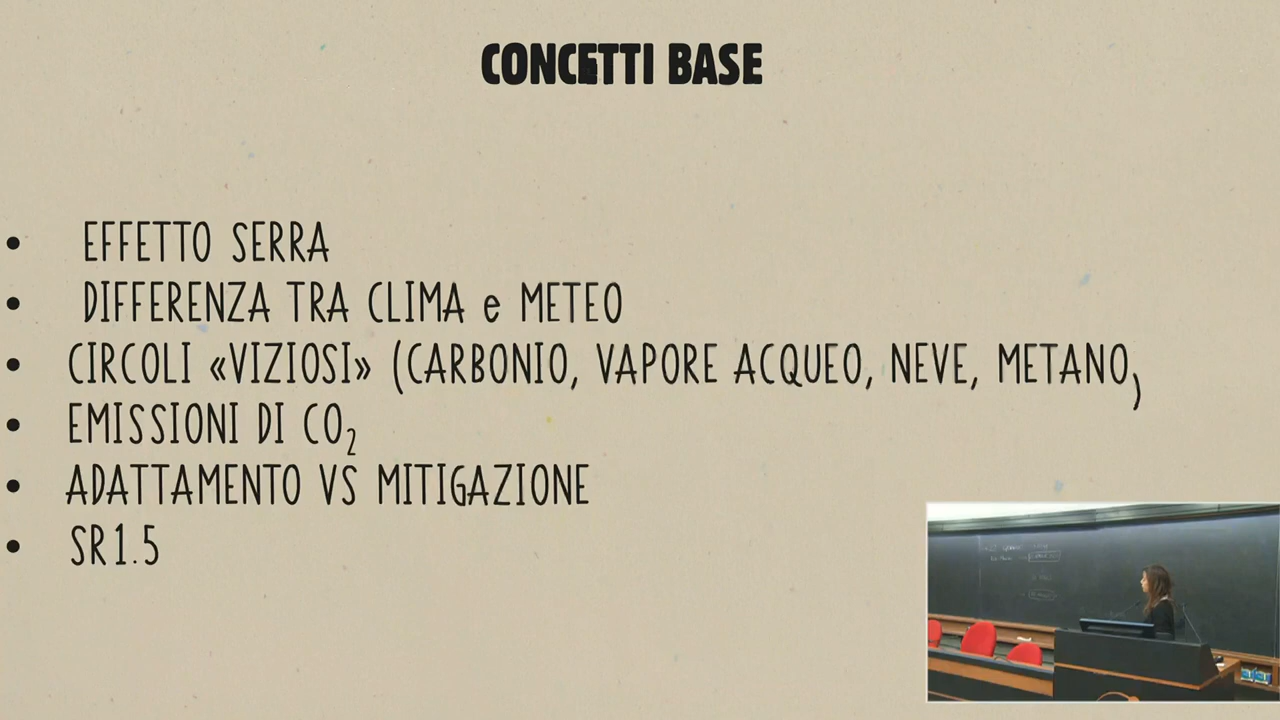 CONCETTI BASE
• EFFETTO SERRA
• DIFFERENZA TRA CLIMA e METEO
• CIRCOLI «VIZIOSI» (CARBONIO, VAPORE ACQUEO, NEVE, METANO)
• EMISSIONI DI CO₂
• ADATTAMENTO VS MITIGAZIONE
• SR1.5